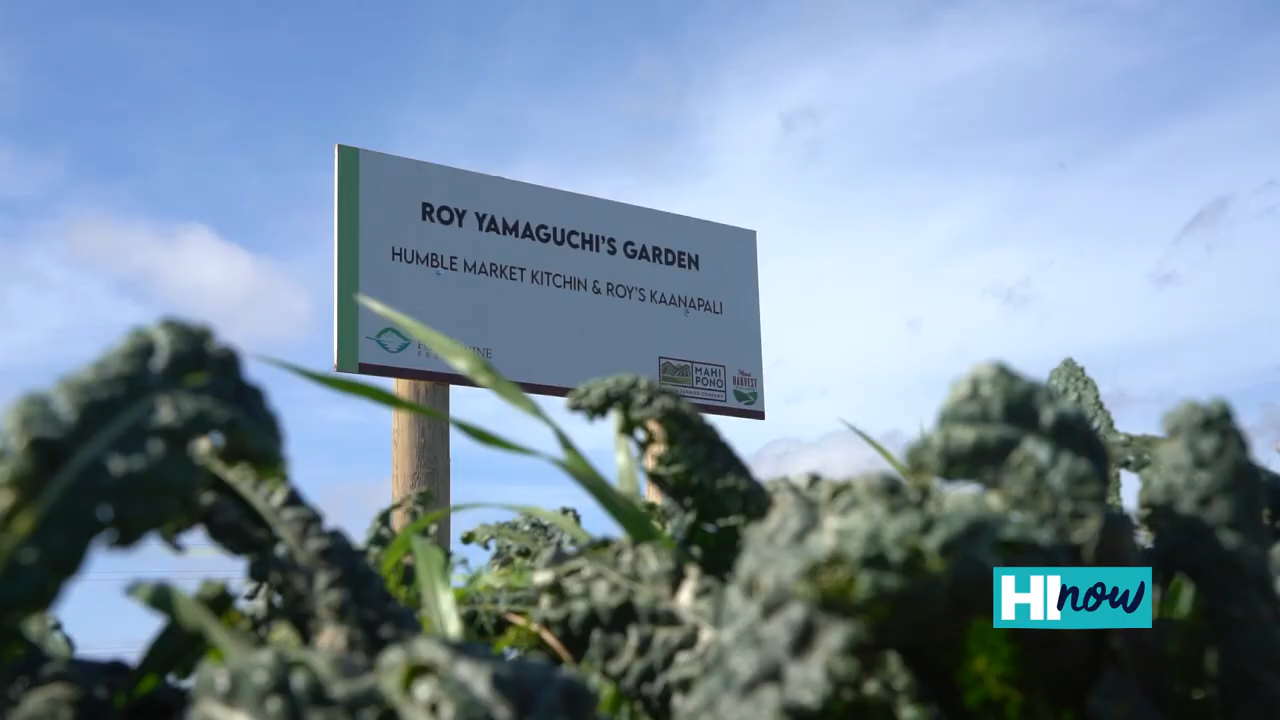 ROY YAMAGUCHI'S GARDEN
HUMBLE MARKET KITCHIN & ROY'S KAANAPALI
MAHI
PONO
HARVEST
HI now